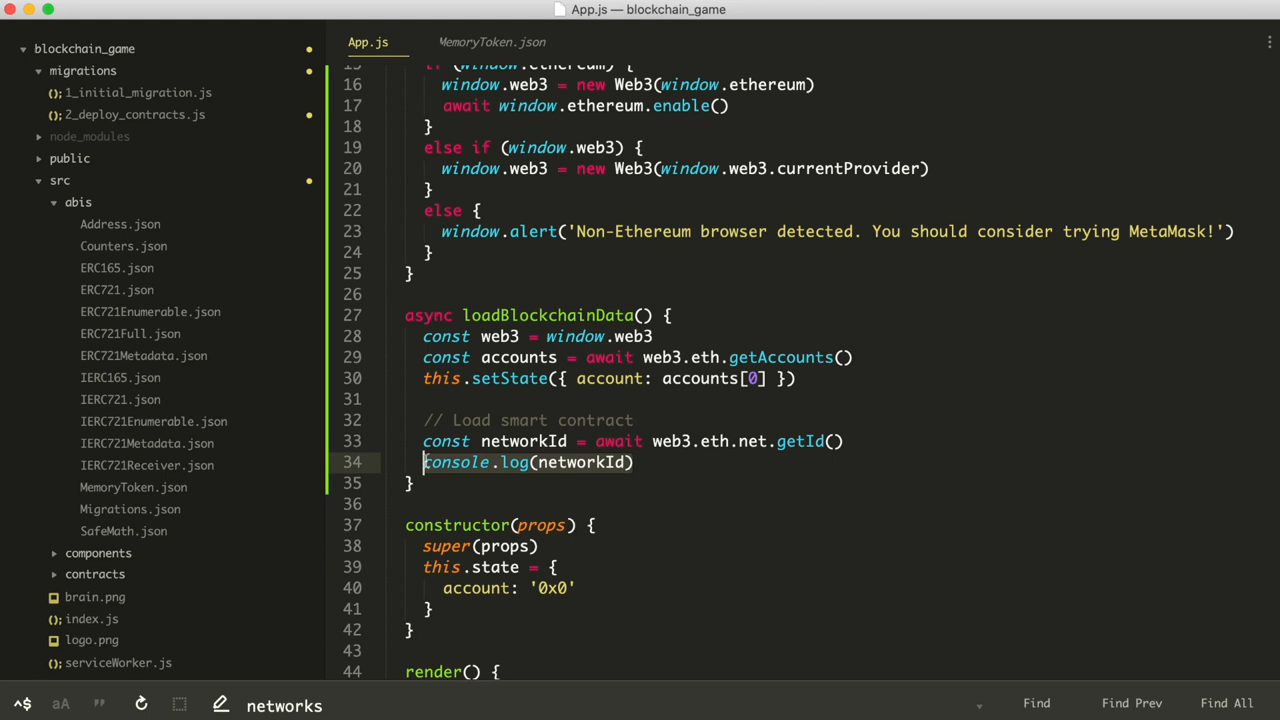 App.js — blockchain_game
App.js
MemoryToken.json
blockchain_game
migrations
1_initial_migration.js
2_deploy_contracts.js
node_modules
public
src
abis
Address.json
Counters.json
ERC165.json
ERC721.json
ERC721Enumerable.json
ERC721Full.json
ERC721Metadata.json
IERC165.json
IERC721.json
IERC721Enumerable.json
IERC721Metadata.json
IERC721Receiver.json
MemoryToken.json
Migrations.json
SafeMath.json
components
contracts
brain.png
index.js
logo.png
serviceWorker.js
15 if (window.ethereum) {
16 window.web3 = new Web3(window.ethereum)
17 await window.ethereum.enable()
18 }
19 else if (window.web3) {
20 window.web3 = new Web3(window.web3.currentProvider)
21 }
22 else {
23 window.alert('Non-Ethereum browser detected. You should consider trying MetaMask!')
24 }
25 }
26
27 async loadBlockchainData() {
28 const web3 = window.web3
29 const accounts = await web3.eth.getAccounts()
30 this.setState({ account: accounts[0] })
31
32 // Load smart contract
33 const networkId = await web3.eth.net.getId()
34 console.log(networkId)
35 }
36
37 constructor(props) {
38 super(props)
39 this.state = {
40 account: '0x0'
41 }
42 }
43
44 render() {
networks
Find
Find Prev
Find All